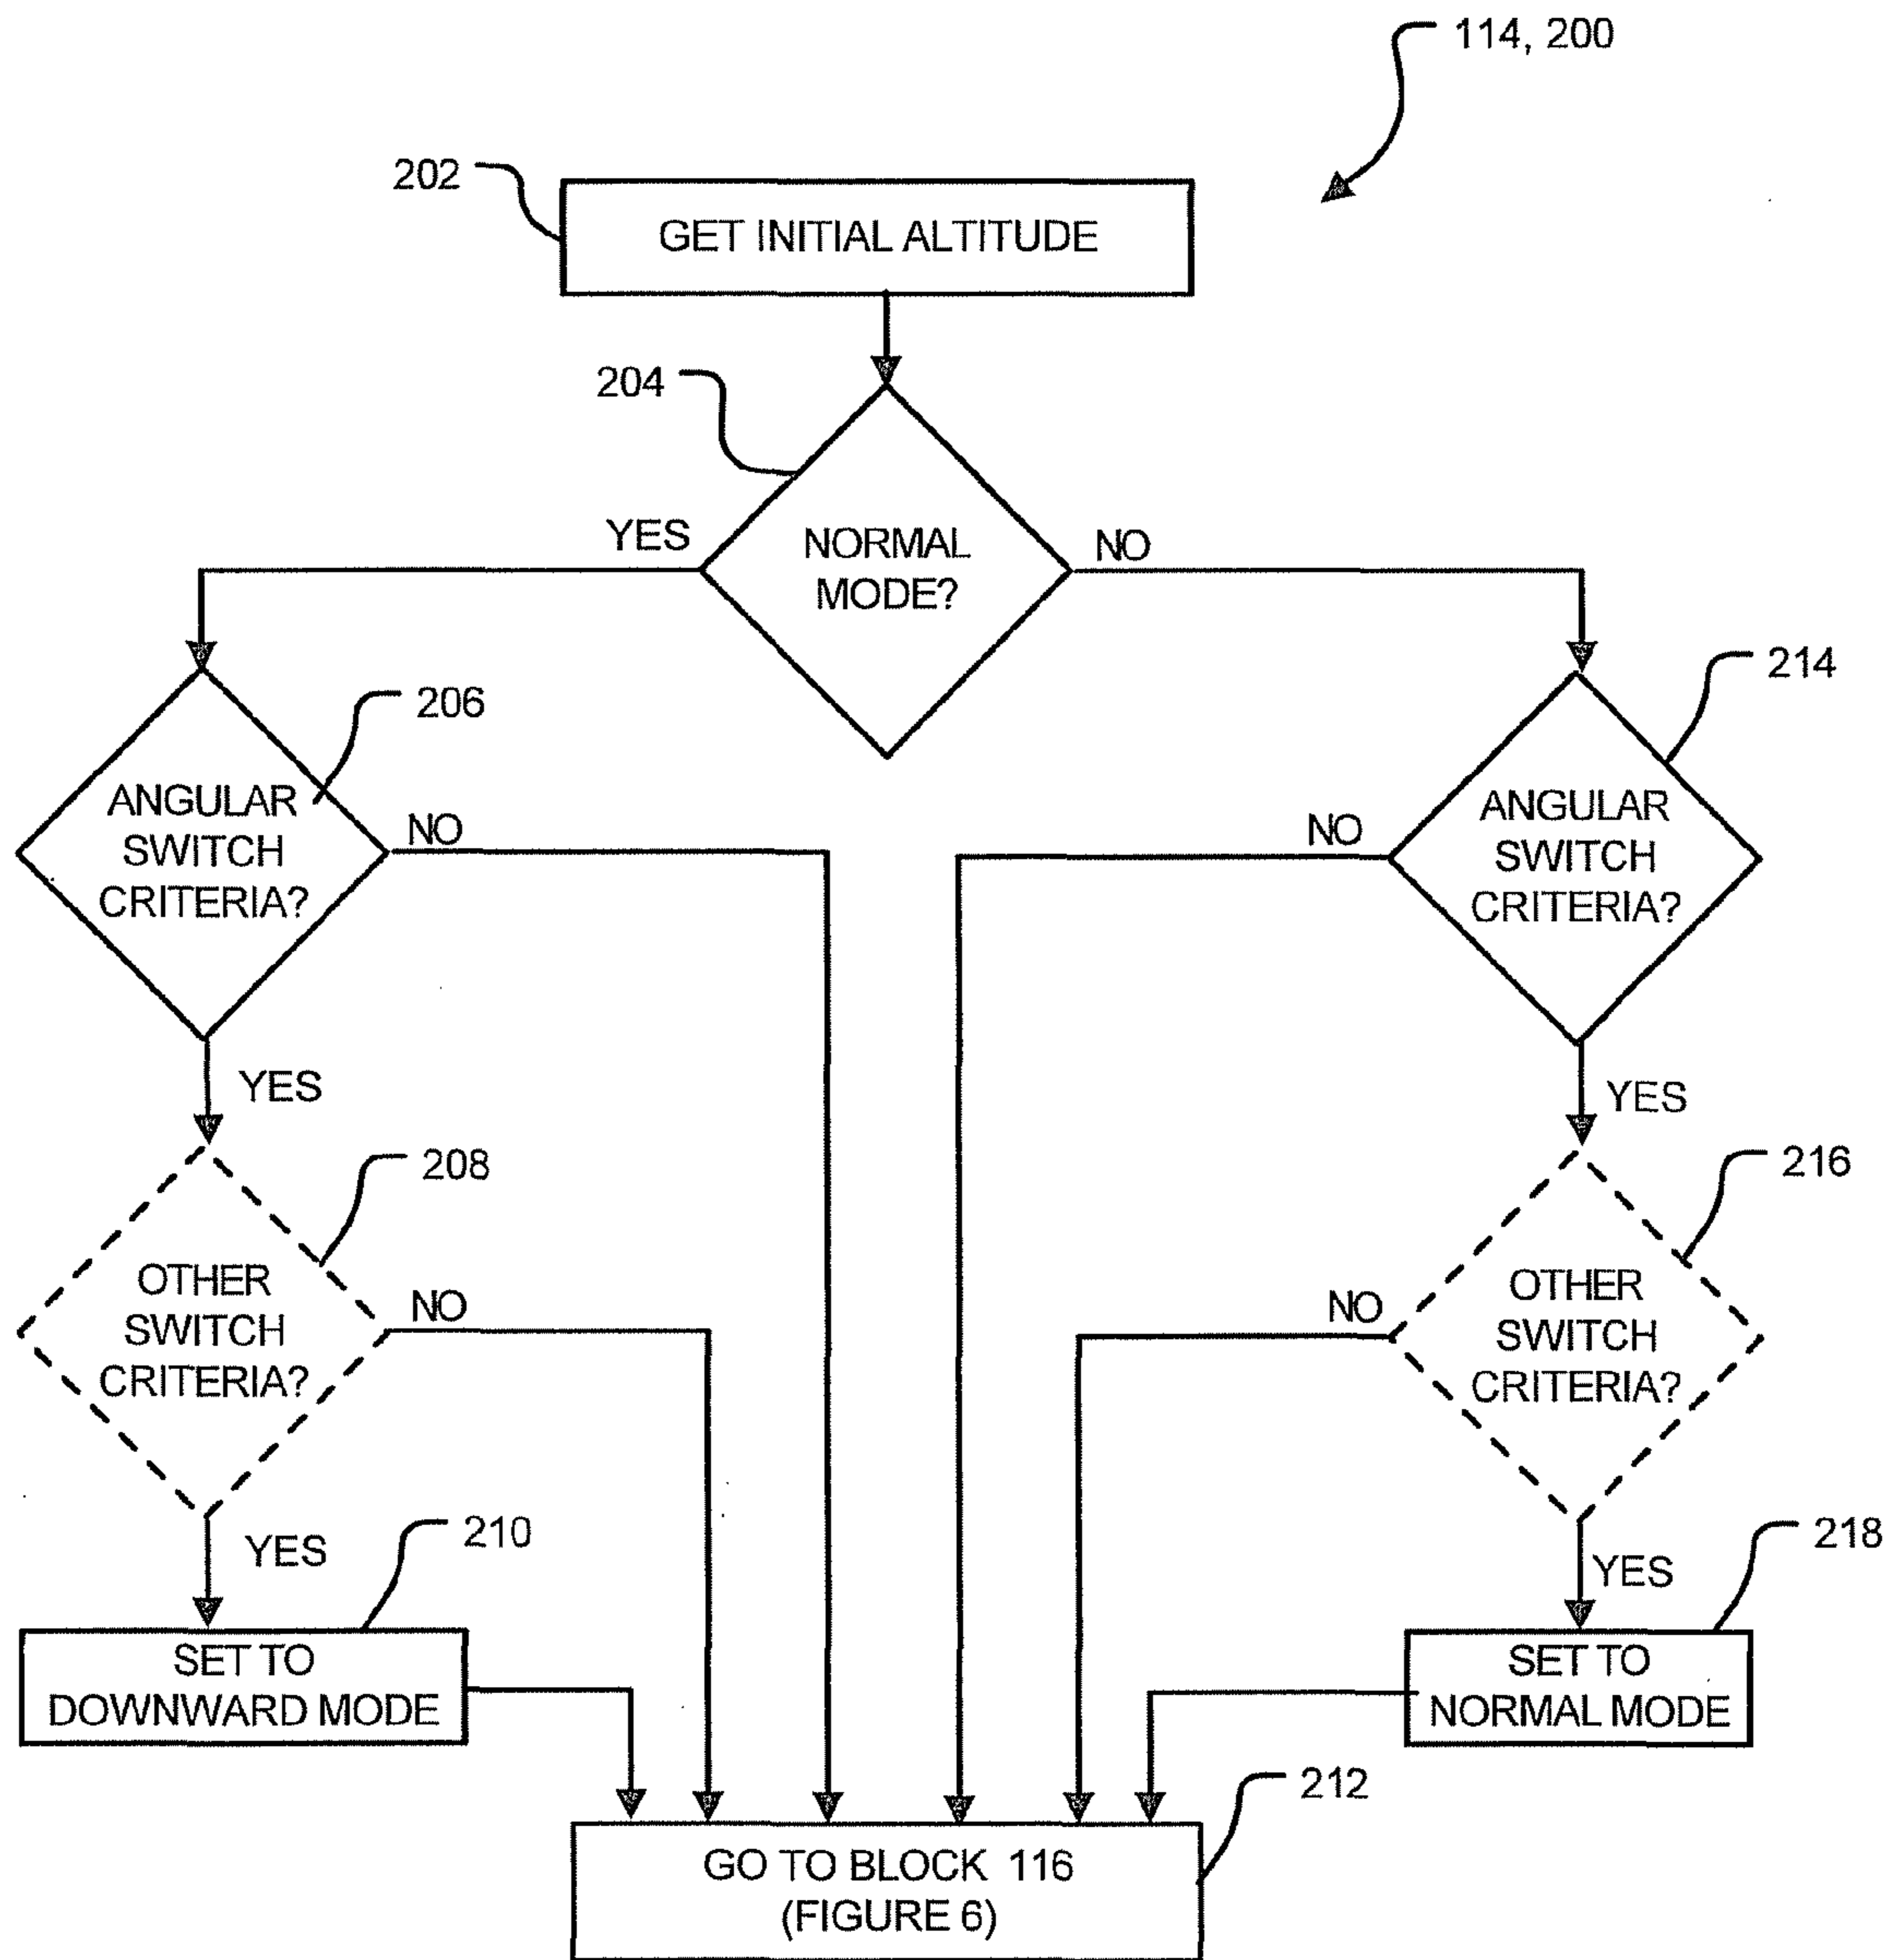 114, 200
202
GET INITIAL ALTITUDE
204
YES
NORMAL
MODE?
NO
206
214
ANGULAR
SWITCH
CRITERIA?
NO
NO
ANGULAR
SWITCH
CRITERIA?
YES
YES
208
216
OTHER
SWITCH
CRITERIA?
NO
NO
OTHER
SWITCH
CRITERIA?
YES
210
YES
218
SET TO
DOWNWARD MODE
SET TO
NORMAL MODE
212
GO TO BLOCK 116
(FIGURE 6)